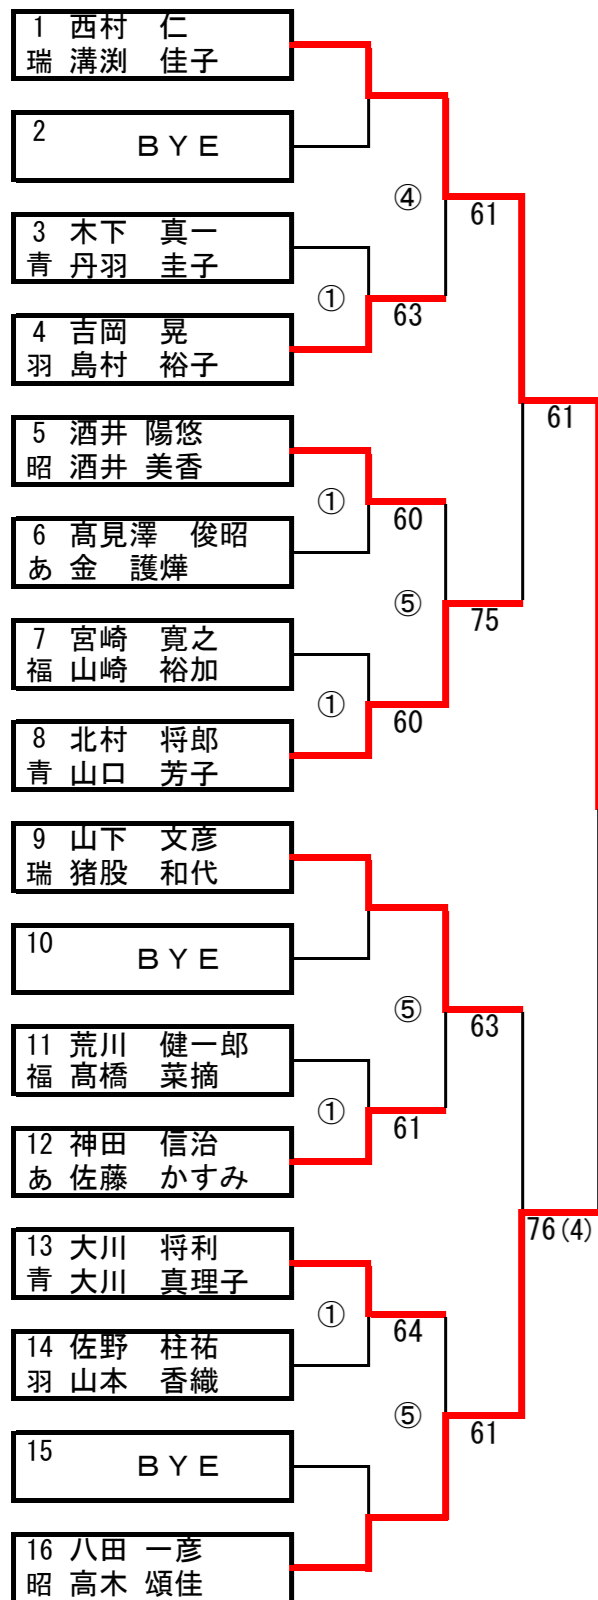 1 西村 仁
瑞 溝渕 佳子
2 ＢＹＥ
④
61
3 木下 真一
青 丹羽 圭子
①
63
4 吉岡 晃
羽 島村 裕子
61
5 酒井 陽悠
昭 酒井 美香
①
60
6 髙見澤 俊昭
あ 金 護燁
⑤
75
7 宮崎 寛之
福 山崎 裕加
①
60
8 北村 将郎
青 山口 芳子
9 山下 文彦
瑞 猪股 和代
10 ＢＹＥ
⑤
63
11 荒川 健一郎
福 髙橋 菜摘
①
61
12 神田 信治
あ 佐藤 かすみ
76(4)
13 大川 将利
青 大川 真理子
①
64
14 佐野 柱祐
羽 山本 香織
⑤
61
15 ＢＹＥ
16 八田 一彦
昭 高木 頌佳